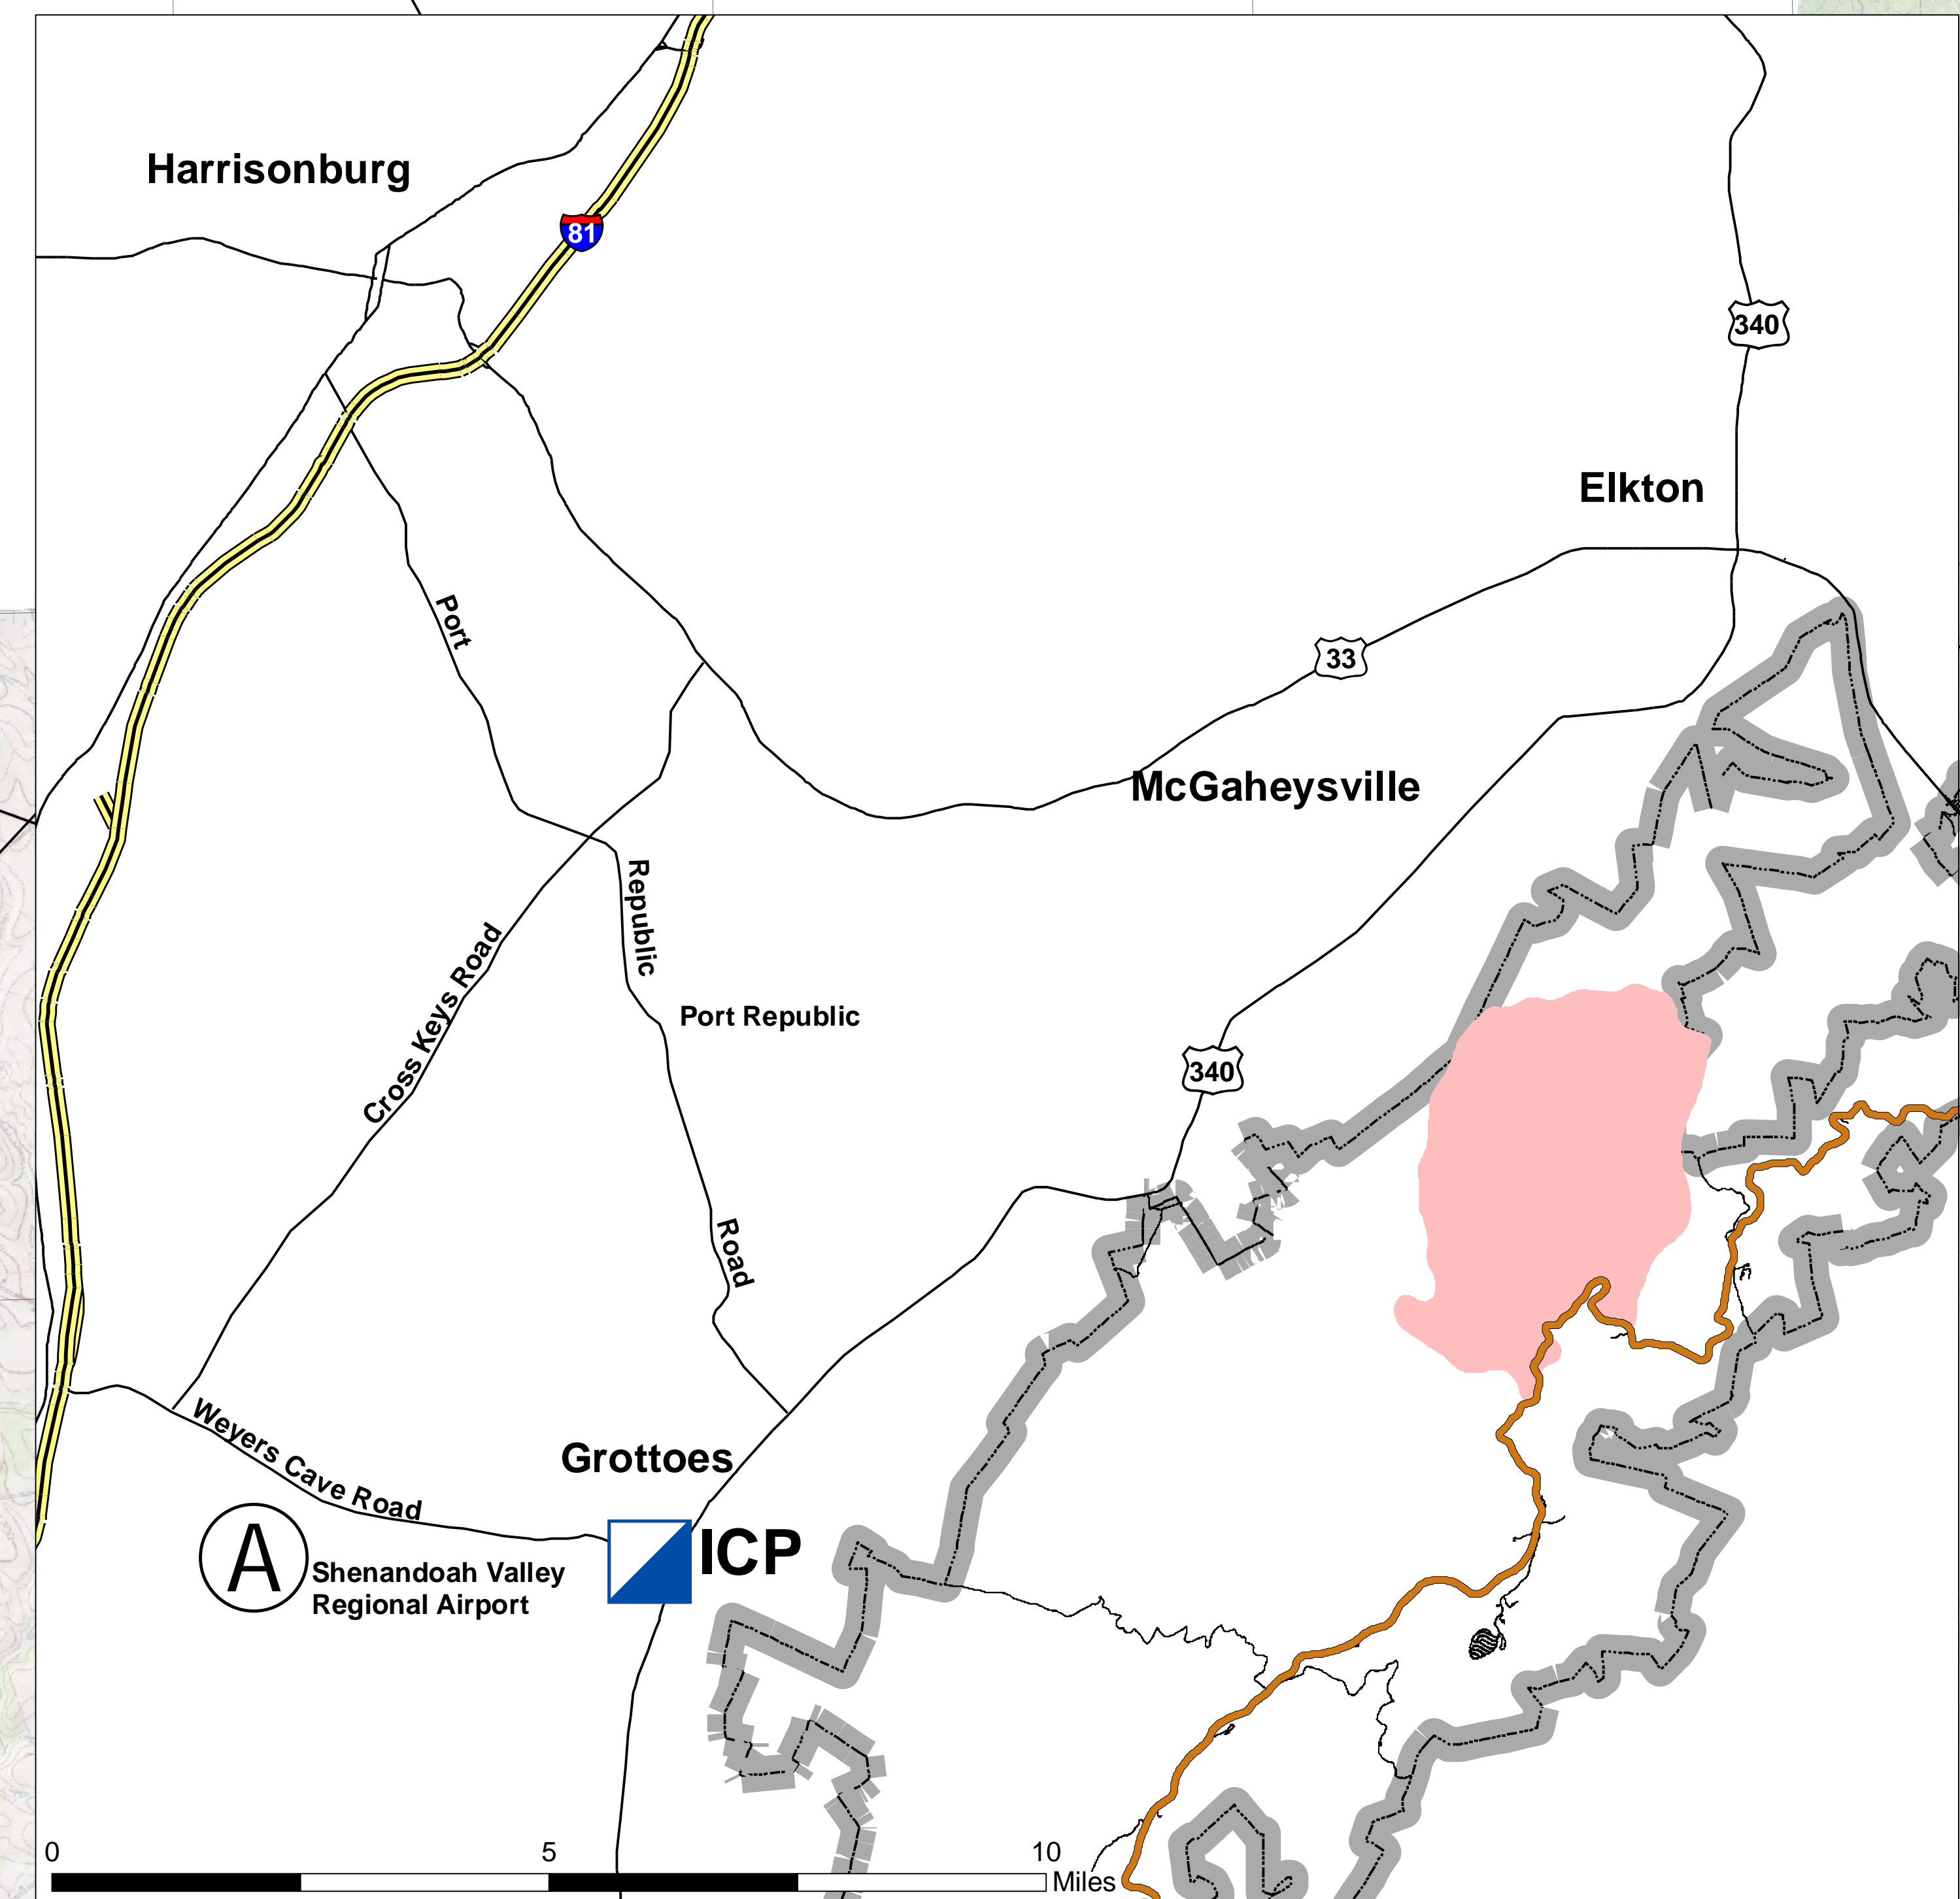 Harrisonburg
81
340
Elkton
Port
33
McGaheysville
Republic
Cross Keys Road
Port Republic
340
Road
Weyers Cave Road
Grottoes
ICP
A
Shenandoah Valley
Regional Airport
0 5 10
Miles